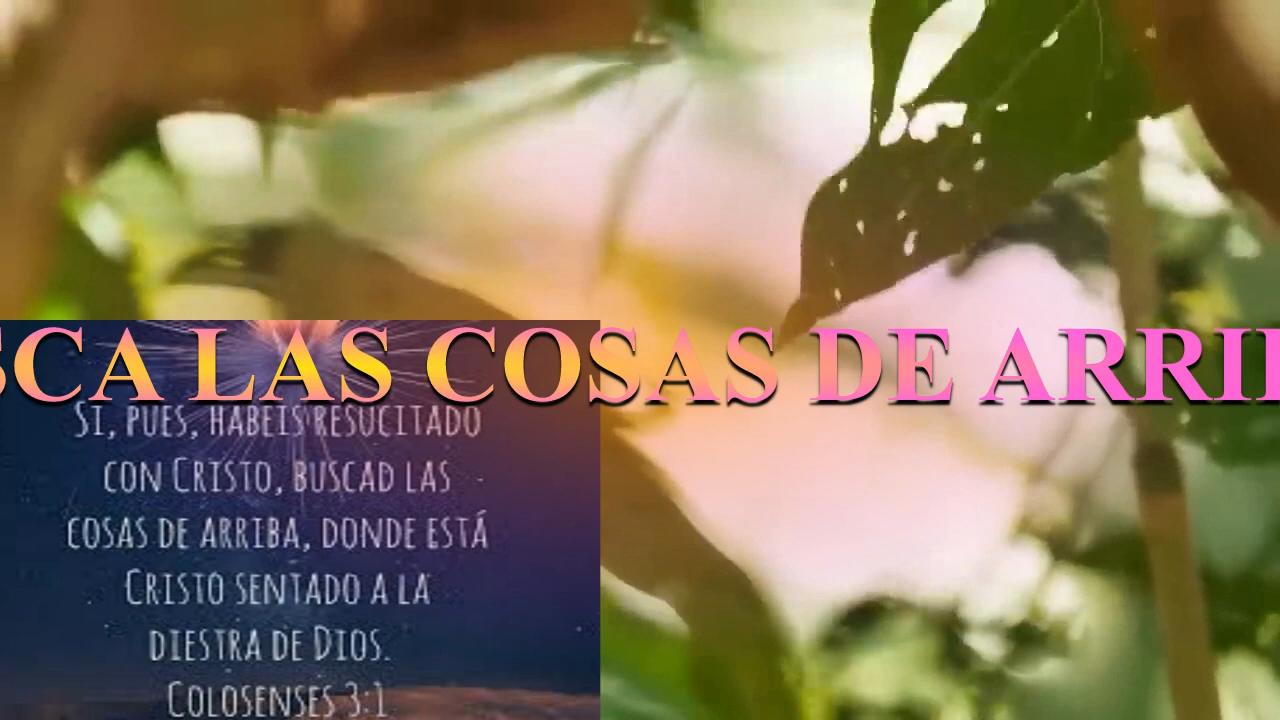 SCA LAS COSAS DE ARRI
SI, PUES, HABÉIS RESUCITADO
CON CRISTO, BUSCAD LAS
COSAS DE ARRIBA, DONDE ESTÁ
CRISTO SENTADO A LA
DIESTRA DE DIOS.
COLOSENSES 3:1